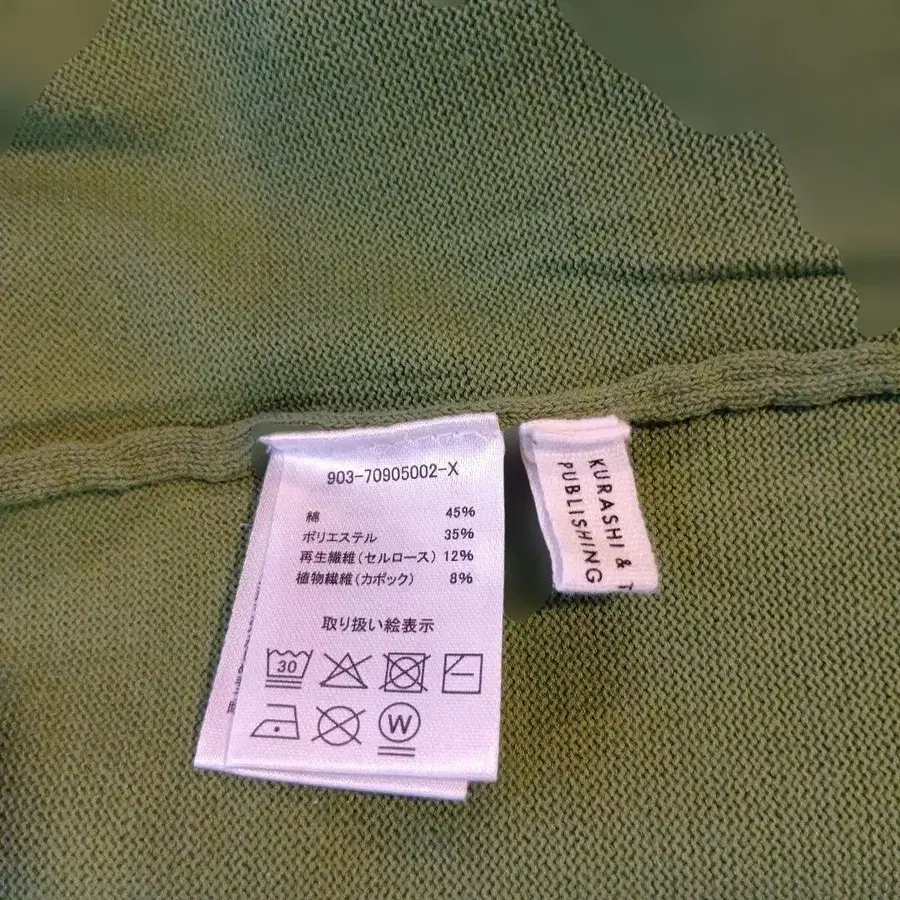 903-70905002-X
綿 45%
ポリエステル 35%
再生繊維(セルロース) 12%
植物繊維(カポック) 8%
取り扱い絵表示
30
W
KURASHI &
PUBLISHING